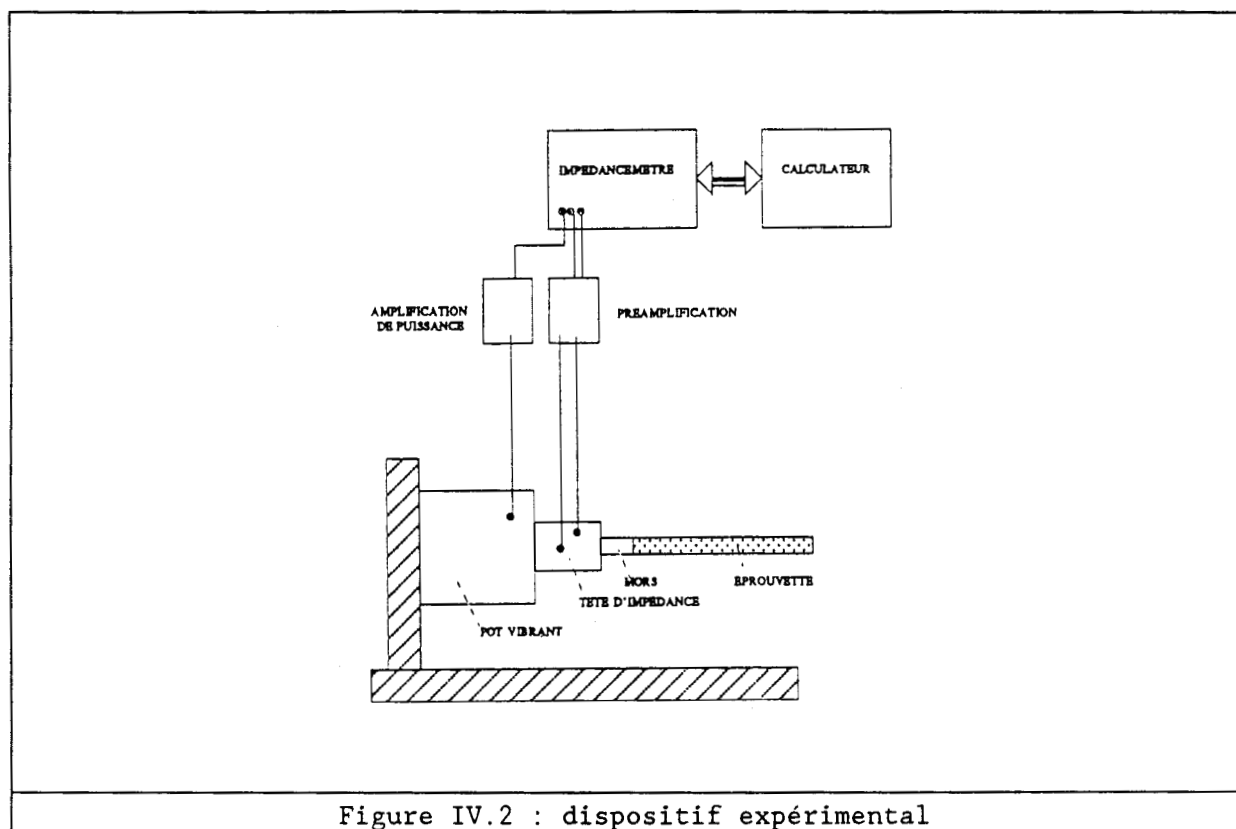 IMPEDANCEMETRE
CALCULATEUR
AMPLIFICATION
DE PUISSANCE
PREAMPLIFICATION
MORS
EPROUVETTE
TETE D'IMPEDANCE
POT VIBRANT
Figure IV.2 : dispositif expérimental